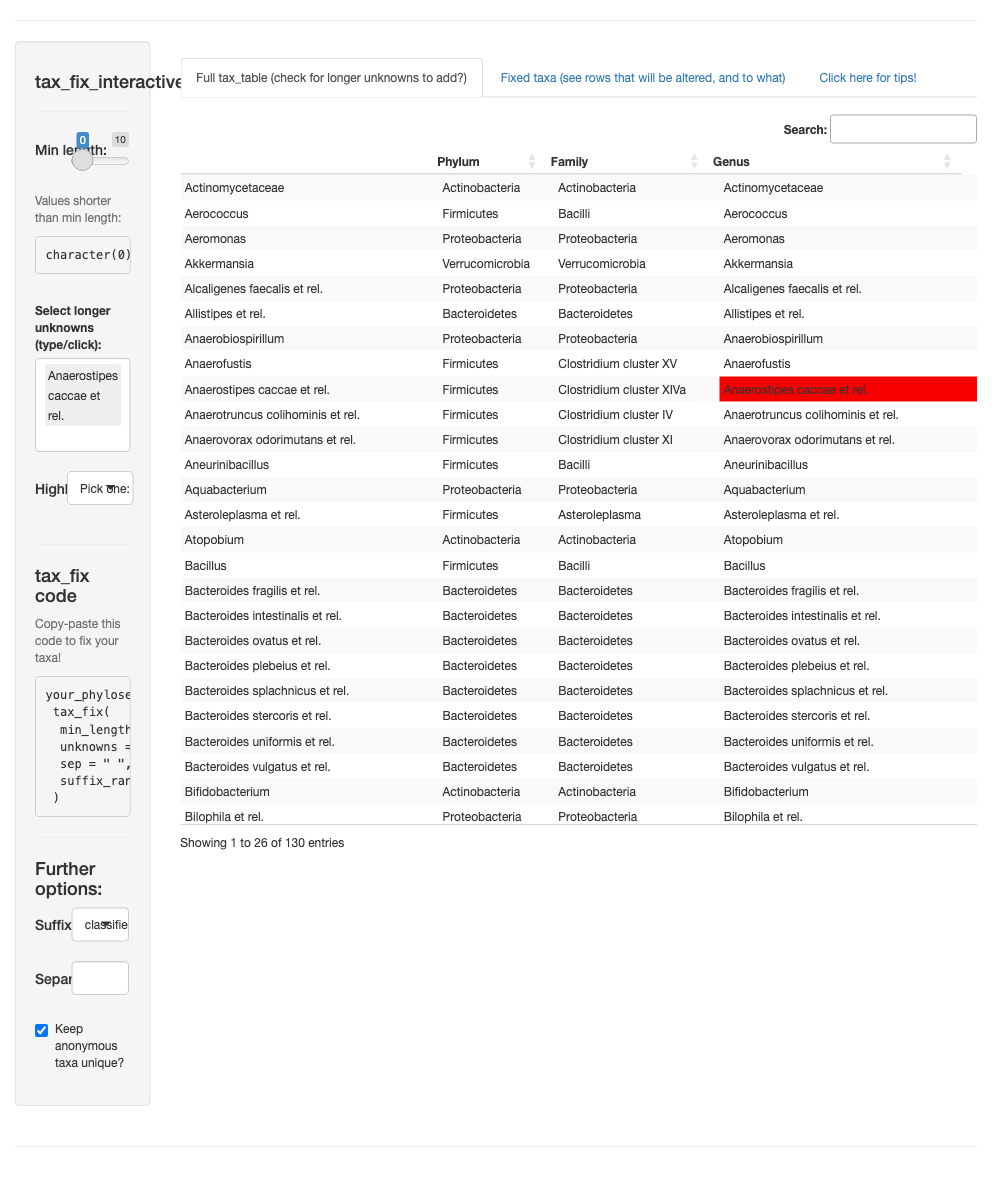 tax_fix_interactive
Min length:
0
10
Values shorter
than min length:
character(0)
Select longer
unknowns
(type/click):
Anaerostipes
caccae et
rel.
Highl
Pick one:
tax_fix
code
Copy-paste this
code to fix your
taxa!
your_phylose
tax_fix(
min_length
unknowns =
sep = " ",
suffix_ran
)
Further
options:
Suffix
classifie
Separ
Keep
anonymous
taxa unique?
Full tax_table (check for longer unknowns to add?)
Fixed taxa (see rows that will be altered, and to what)
Click here for tips!
Search:
Phylum Family Genus
Actinomycetaceae Actinobacteria Actinobacteria Actinomycetaceae
Aerococcus Firmicutes Bacilli Aerococcus
Aeromonas Proteobacteria Proteobacteria Aeromonas
Akkermansia Verrucomicrobia Verrucomicrobia Akkermansia
Alcaligenes faecalis et rel. Proteobacteria Proteobacteria Alcaligenes faecalis et rel.
Allistipes et rel. Bacteroidetes Bacteroidetes Allistipes et rel.
Anaerobiospirillum Proteobacteria Proteobacteria Anaerobiospirillum
Anaerofustis Firmicutes Clostridium cluster XV Anaerofustis
Anaerostipes caccae et rel. Firmicutes Clostridium cluster XIVa Anaerostipes caccae et rel.
Anaerotruncus colihominis et rel. Firmicutes Clostridium cluster IV Anaerotruncus colihominis et rel.
Anaerovorax odorimutans et rel. Firmicutes Clostridium cluster XI Anaerovorax odorimutans et rel.
Aneurinibacillus Firmicutes Bacilli Aneurinibacillus
Aquabacterium Proteobacteria Proteobacteria Aquabacterium
Asteroleplasma et rel. Firmicutes Asteroleplasma Asteroleplasma et rel.
Atopobium Actinobacteria Actinobacteria Atopobium
Bacillus Firmicutes Bacilli Bacillus
Bacteroides fragilis et rel. Bacteroidetes Bacteroidetes Bacteroides fragilis et rel.
Bacteroides intestinalis et rel. Bacteroidetes Bacteroidetes Bacteroides intestinalis et rel.
Bacteroides ovatus et rel. Bacteroidetes Bacteroidetes Bacteroides ovatus et rel.
Bacteroides plebeius et rel. Bacteroidetes Bacteroidetes Bacteroides plebeius et rel.
Bacteroides splachnicus et rel. Bacteroidetes Bacteroidetes Bacteroides splachnicus et rel.
Bacteroides stercoris et rel. Bacteroidetes Bacteroidetes Bacteroides stercoris et rel.
Bacteroides uniformis et rel. Bacteroidetes Bacteroidetes Bacteroides uniformis et rel.
Bacteroides vulgatus et rel. Bacteroidetes Bacteroidetes Bacteroides vulgatus et rel.
Bifidobacterium Actinobacteria Actinobacteria Bifidobacterium
Bilophila et rel. Proteobacteria Proteobacteria Bilophila et rel.
Showing 1 to 26 of 130 entries